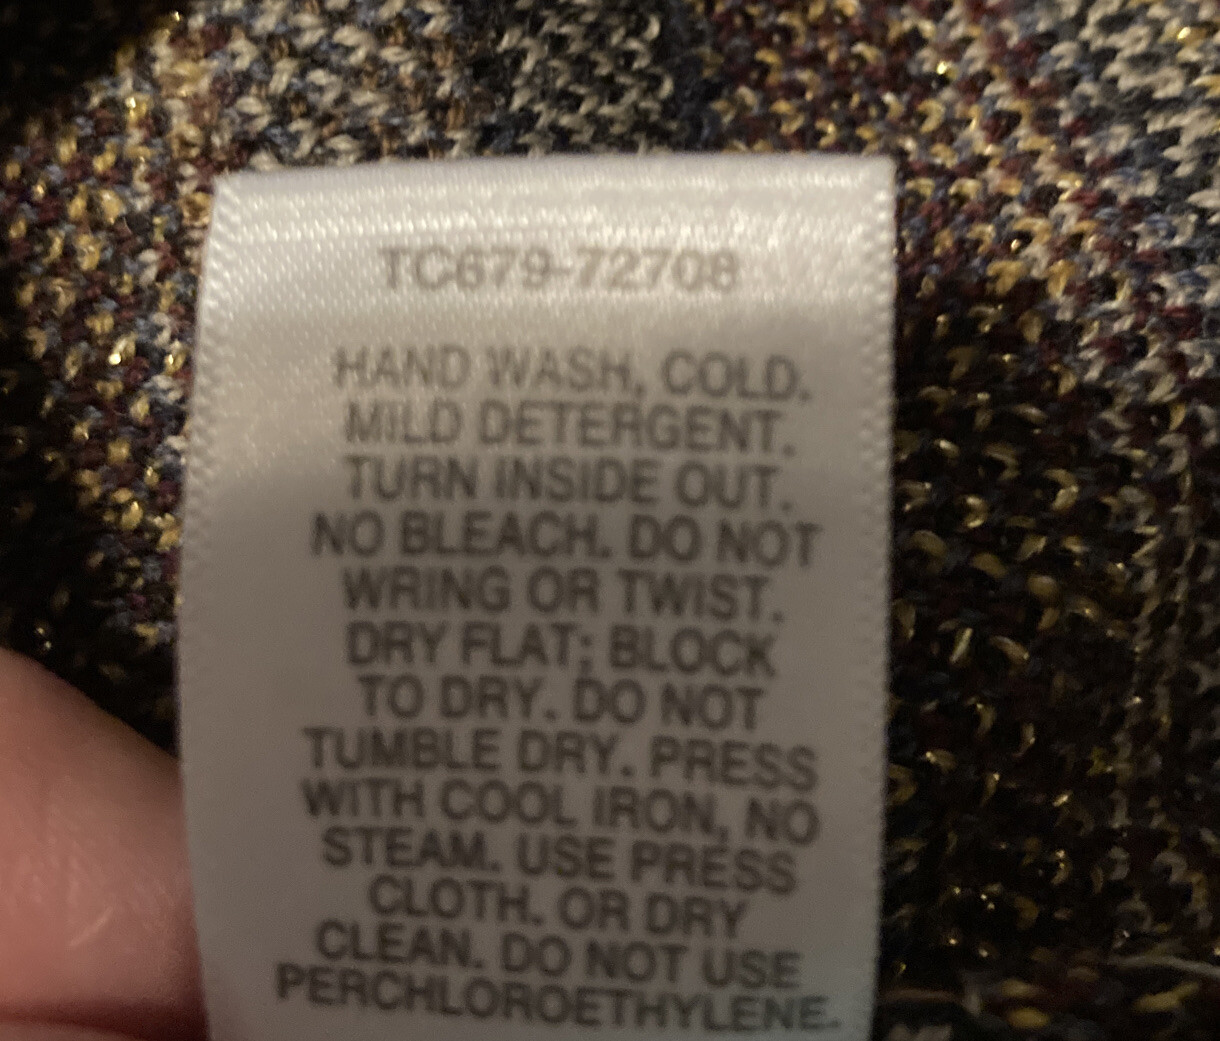 TC679-72708
HAND WASH, COLD.
MILD DETERGENT.
TURN INSIDE OUT.
NO BLEACH. DO NOT
WRING OR TWIST.
DRY FLAT; BLOCK
TO DRY. DO NOT
TUMBLE DRY. PRESS
WITH COOL IRON, NO
STEAM. USE PRESS
CLOTH. OR DRY
CLEAN. DO NOT USE
PERCHLOROETHYLENE.